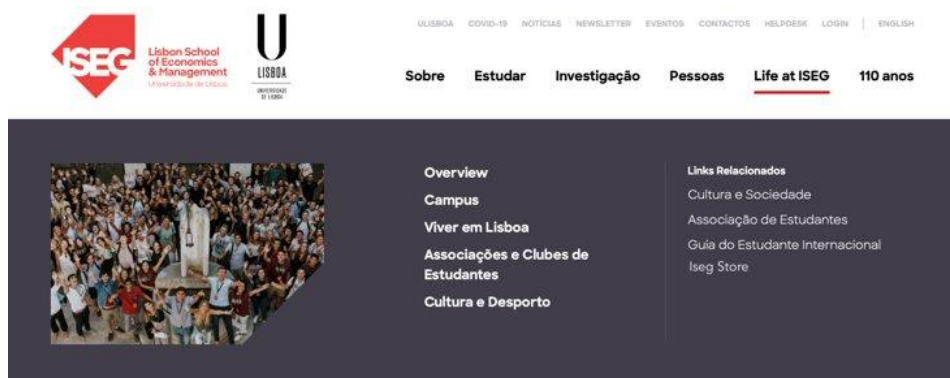 ULISBOA COVID-19 NOTÍCIAS NEWSLETTER EVENTOS CONTACTOS HELPDESK LOGIN | ENGLISH
ISEG
Lisbon School
of Economics
& Management
Universidade de Lisboa
U
LISBOA
UNIVERSIDADE
DE LISBOA
Sobre Estudar Investigação Pessoas Life at ISEG 110 anos
Overview
Campus
Viver em Lisboa
Associações e Clubes de
Estudantes
Cultura e Desporto
Links Relacionados
Cultura e Sociedade
Associação de Estudantes
Guia do Estudante Internacional
Iseg Store